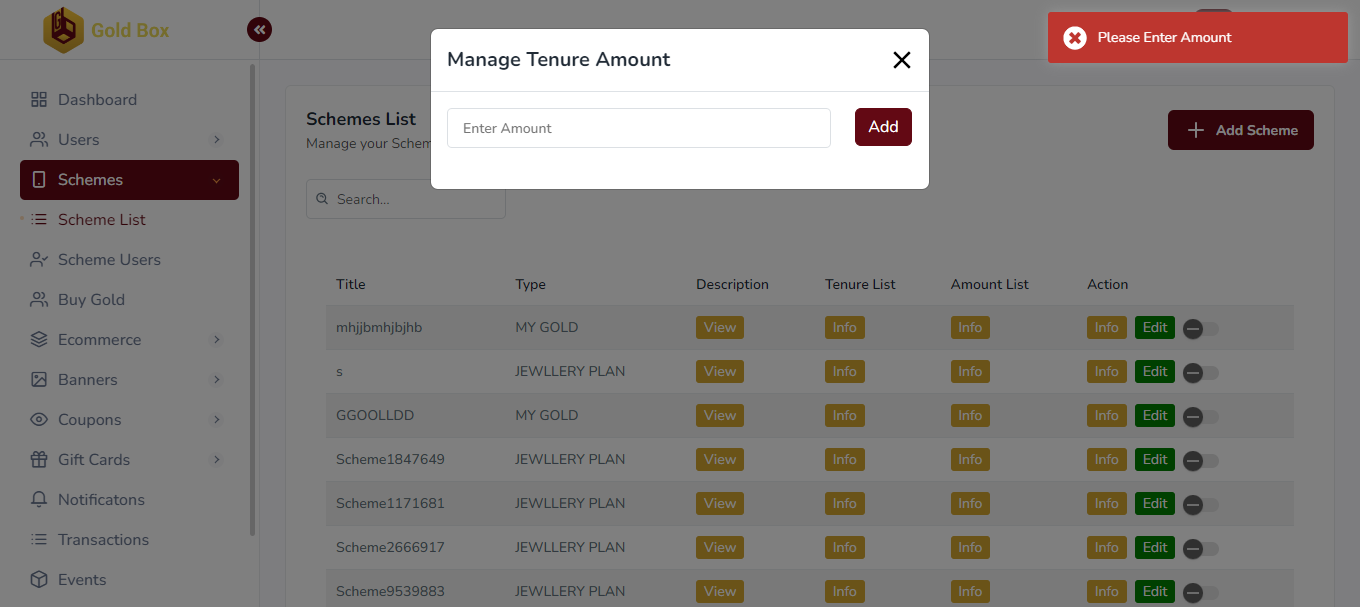 Gold Box
Please Enter Amount
Manage Tenure Amount
Enter Amount
Add
Dashboard
Users
Schemes
Scheme List
Scheme Users
Buy Gold
Ecommerce
Banners
Coupons
Gift Cards
Notificatons
Transactions
Events
Schemes List
Manage your Schem
Add Scheme
Search...
Title Type Description Tenure List Amount List Action
mhjjbmhjbjhb MY GOLD View Info Info Info Edit
s JEWLLERY PLAN View Info Info Info Edit
GGOOLLDD MY GOLD View Info Info Info Edit
Scheme1847649 JEWLLERY PLAN View Info Info Info Edit
Scheme1171681 JEWLLERY PLAN View Info Info Info Edit
Scheme2666917 JEWLLERY PLAN View Info Info Info Edit
Scheme9539883 JEWLLERY PLAN View Info Info Info Edit